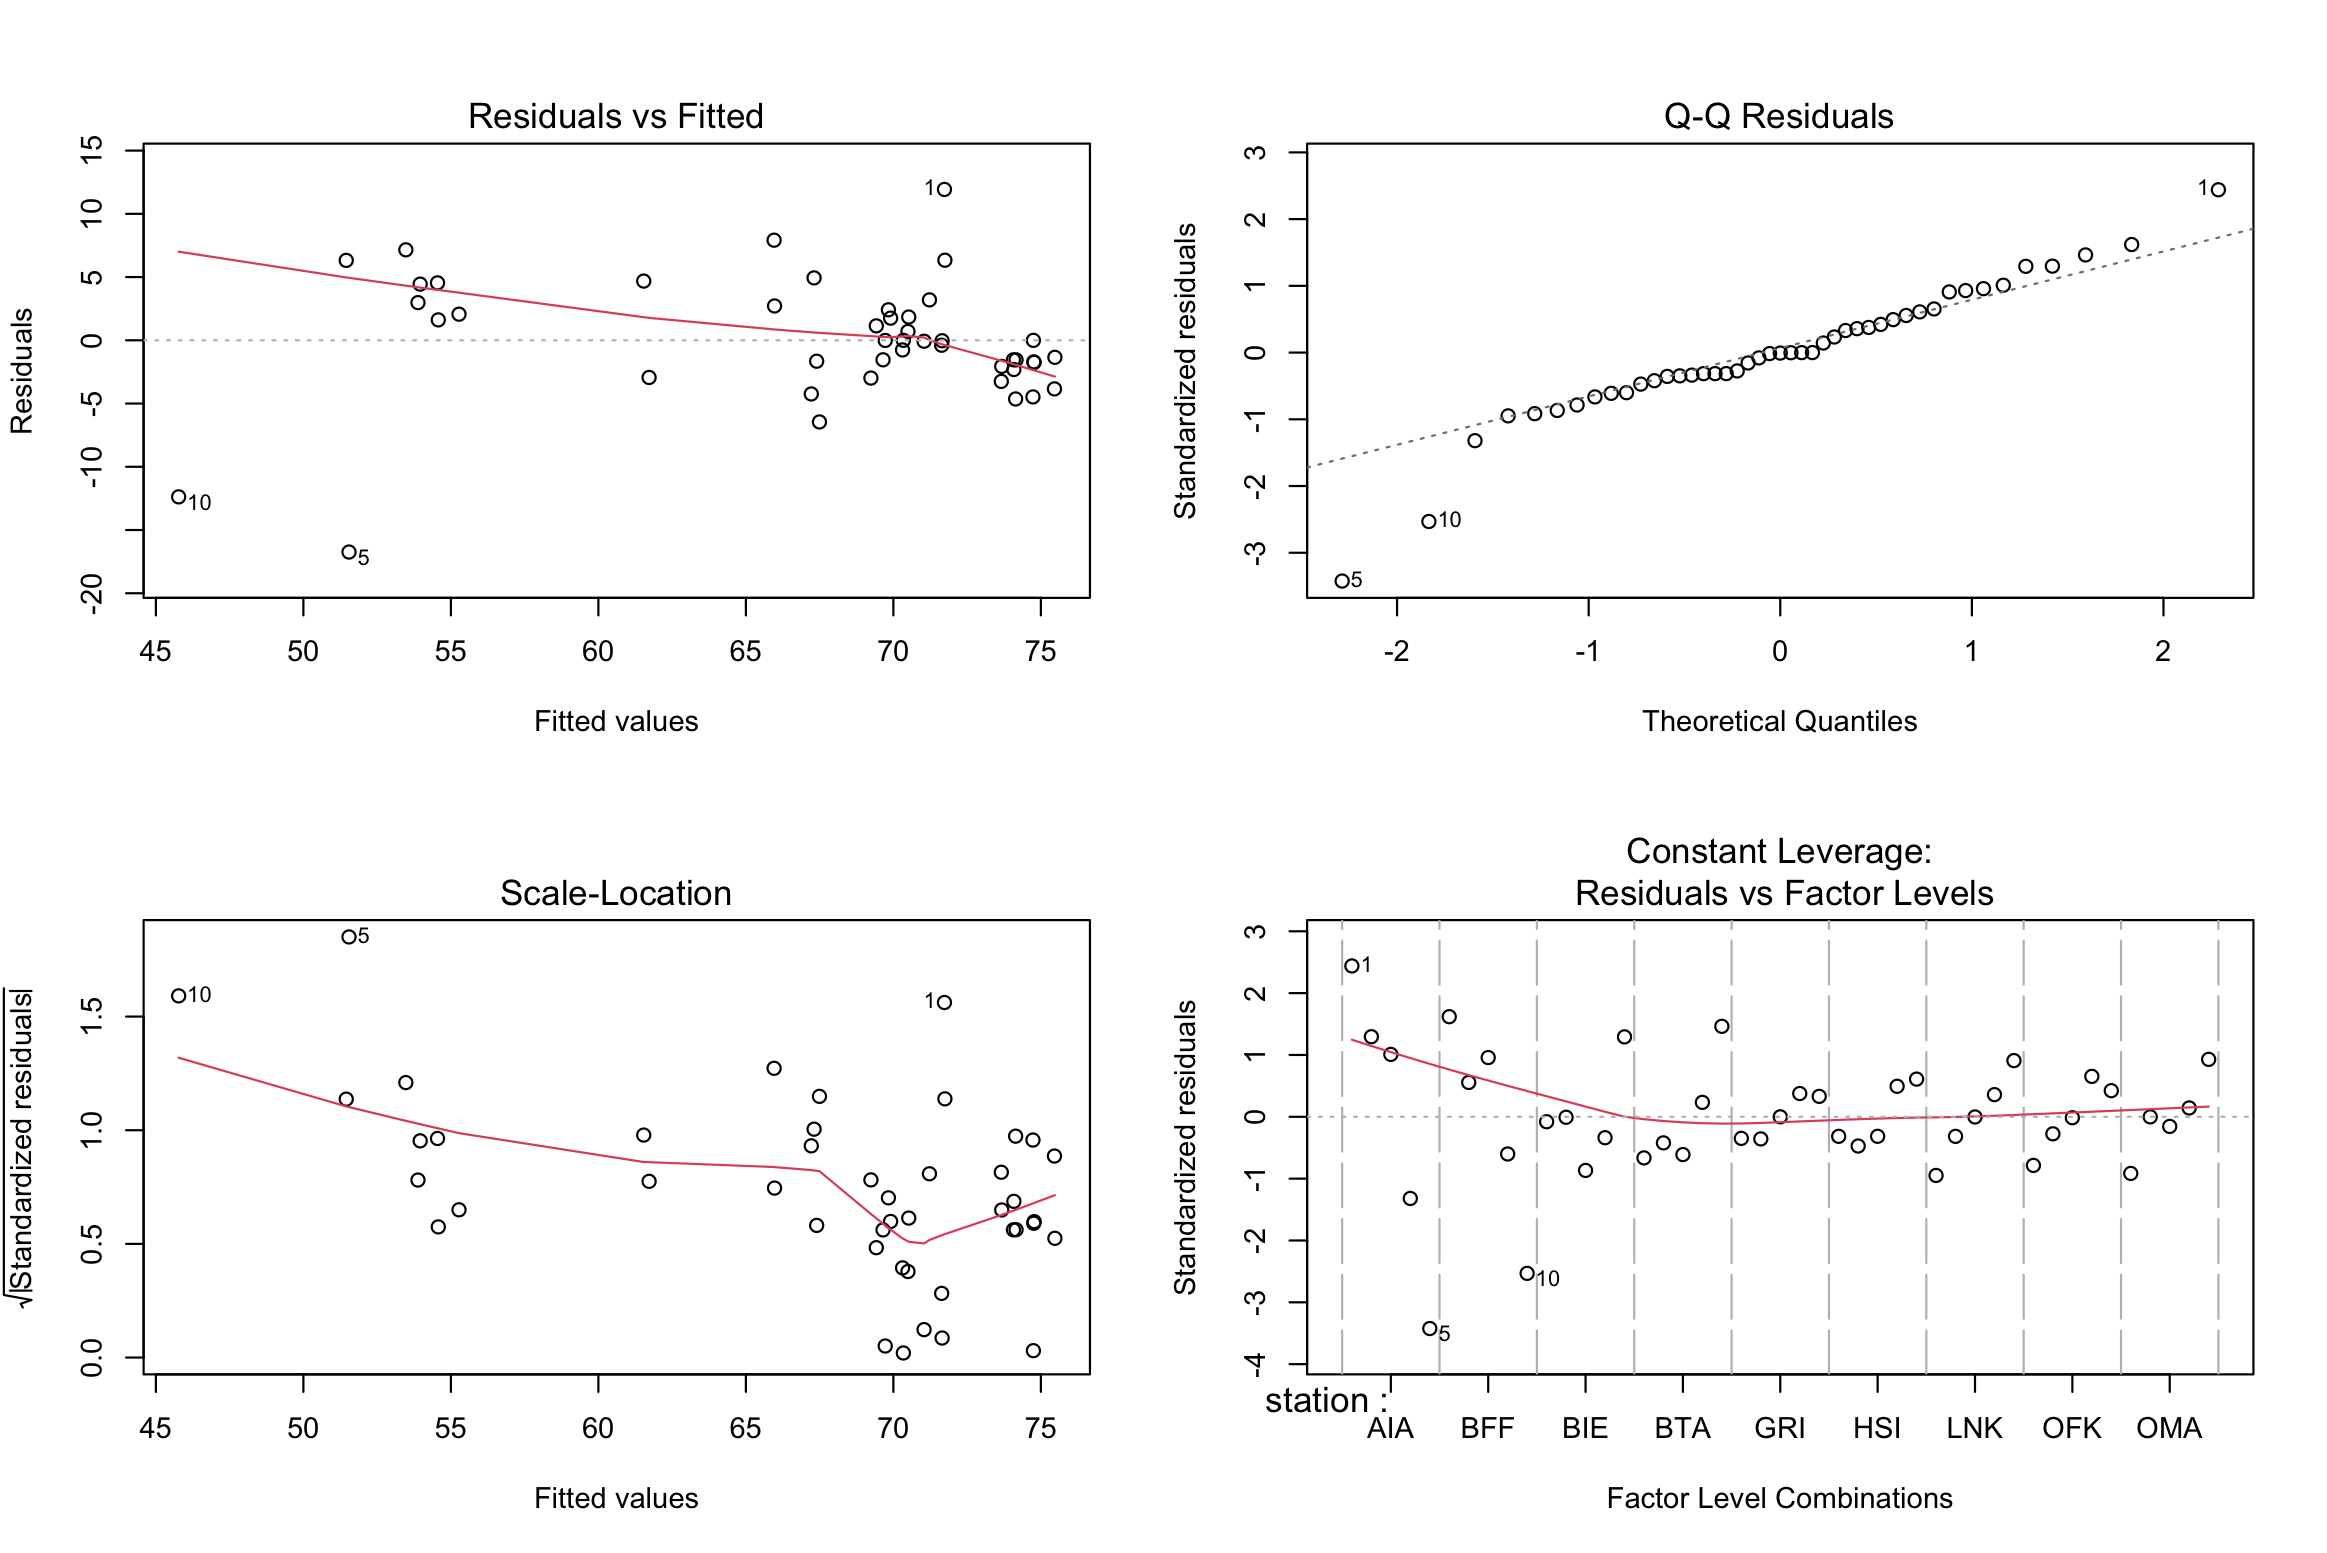 Residuals vs Fitted
Residuals
15
10
5
0
-5
-10
-20
1
10
5
45 50 55 60 65 70 75
Fitted values
Q-Q Residuals
Standardized residuals
3
2
1
0
-1
-2
-3
1
10
5
-2 -1 0 1 2
Theoretical Quantiles
Scale-Location
√|Standardized residuals|
1.5
1.0
0.5
0.0
5
10
1
45 50 55 60 65 70 75
Fitted values
Constant Leverage:
Residuals vs Factor Levels
Standardized residuals
3
2
1
0
-1
-2
-3
-4
1
10
5
station :
AIA BFF BIE BTA GRI HSI LNK OFK OMA
Factor Level Combinations